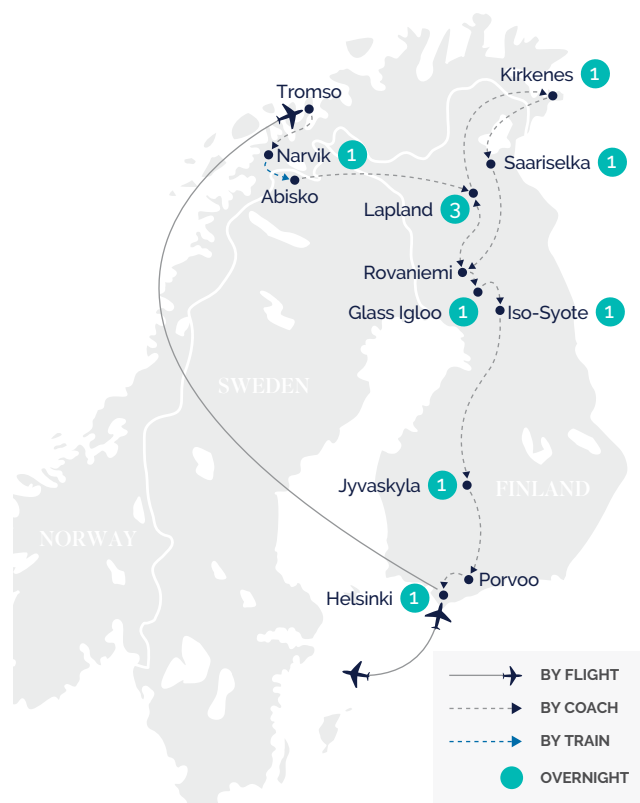 Kirkenes 1
Tromso
Narvik 1
Saariselka 1
Abisko
Lapland 3
Rovaniemi
Glass Igloo 1
Iso-Syote 1
SWEDEN
Jyvaskyla 1
FINLAND
NORWAY
Porvoo
Helsinki 1
BY FLIGHT
BY COACH
BY TRAIN
OVERNIGHT